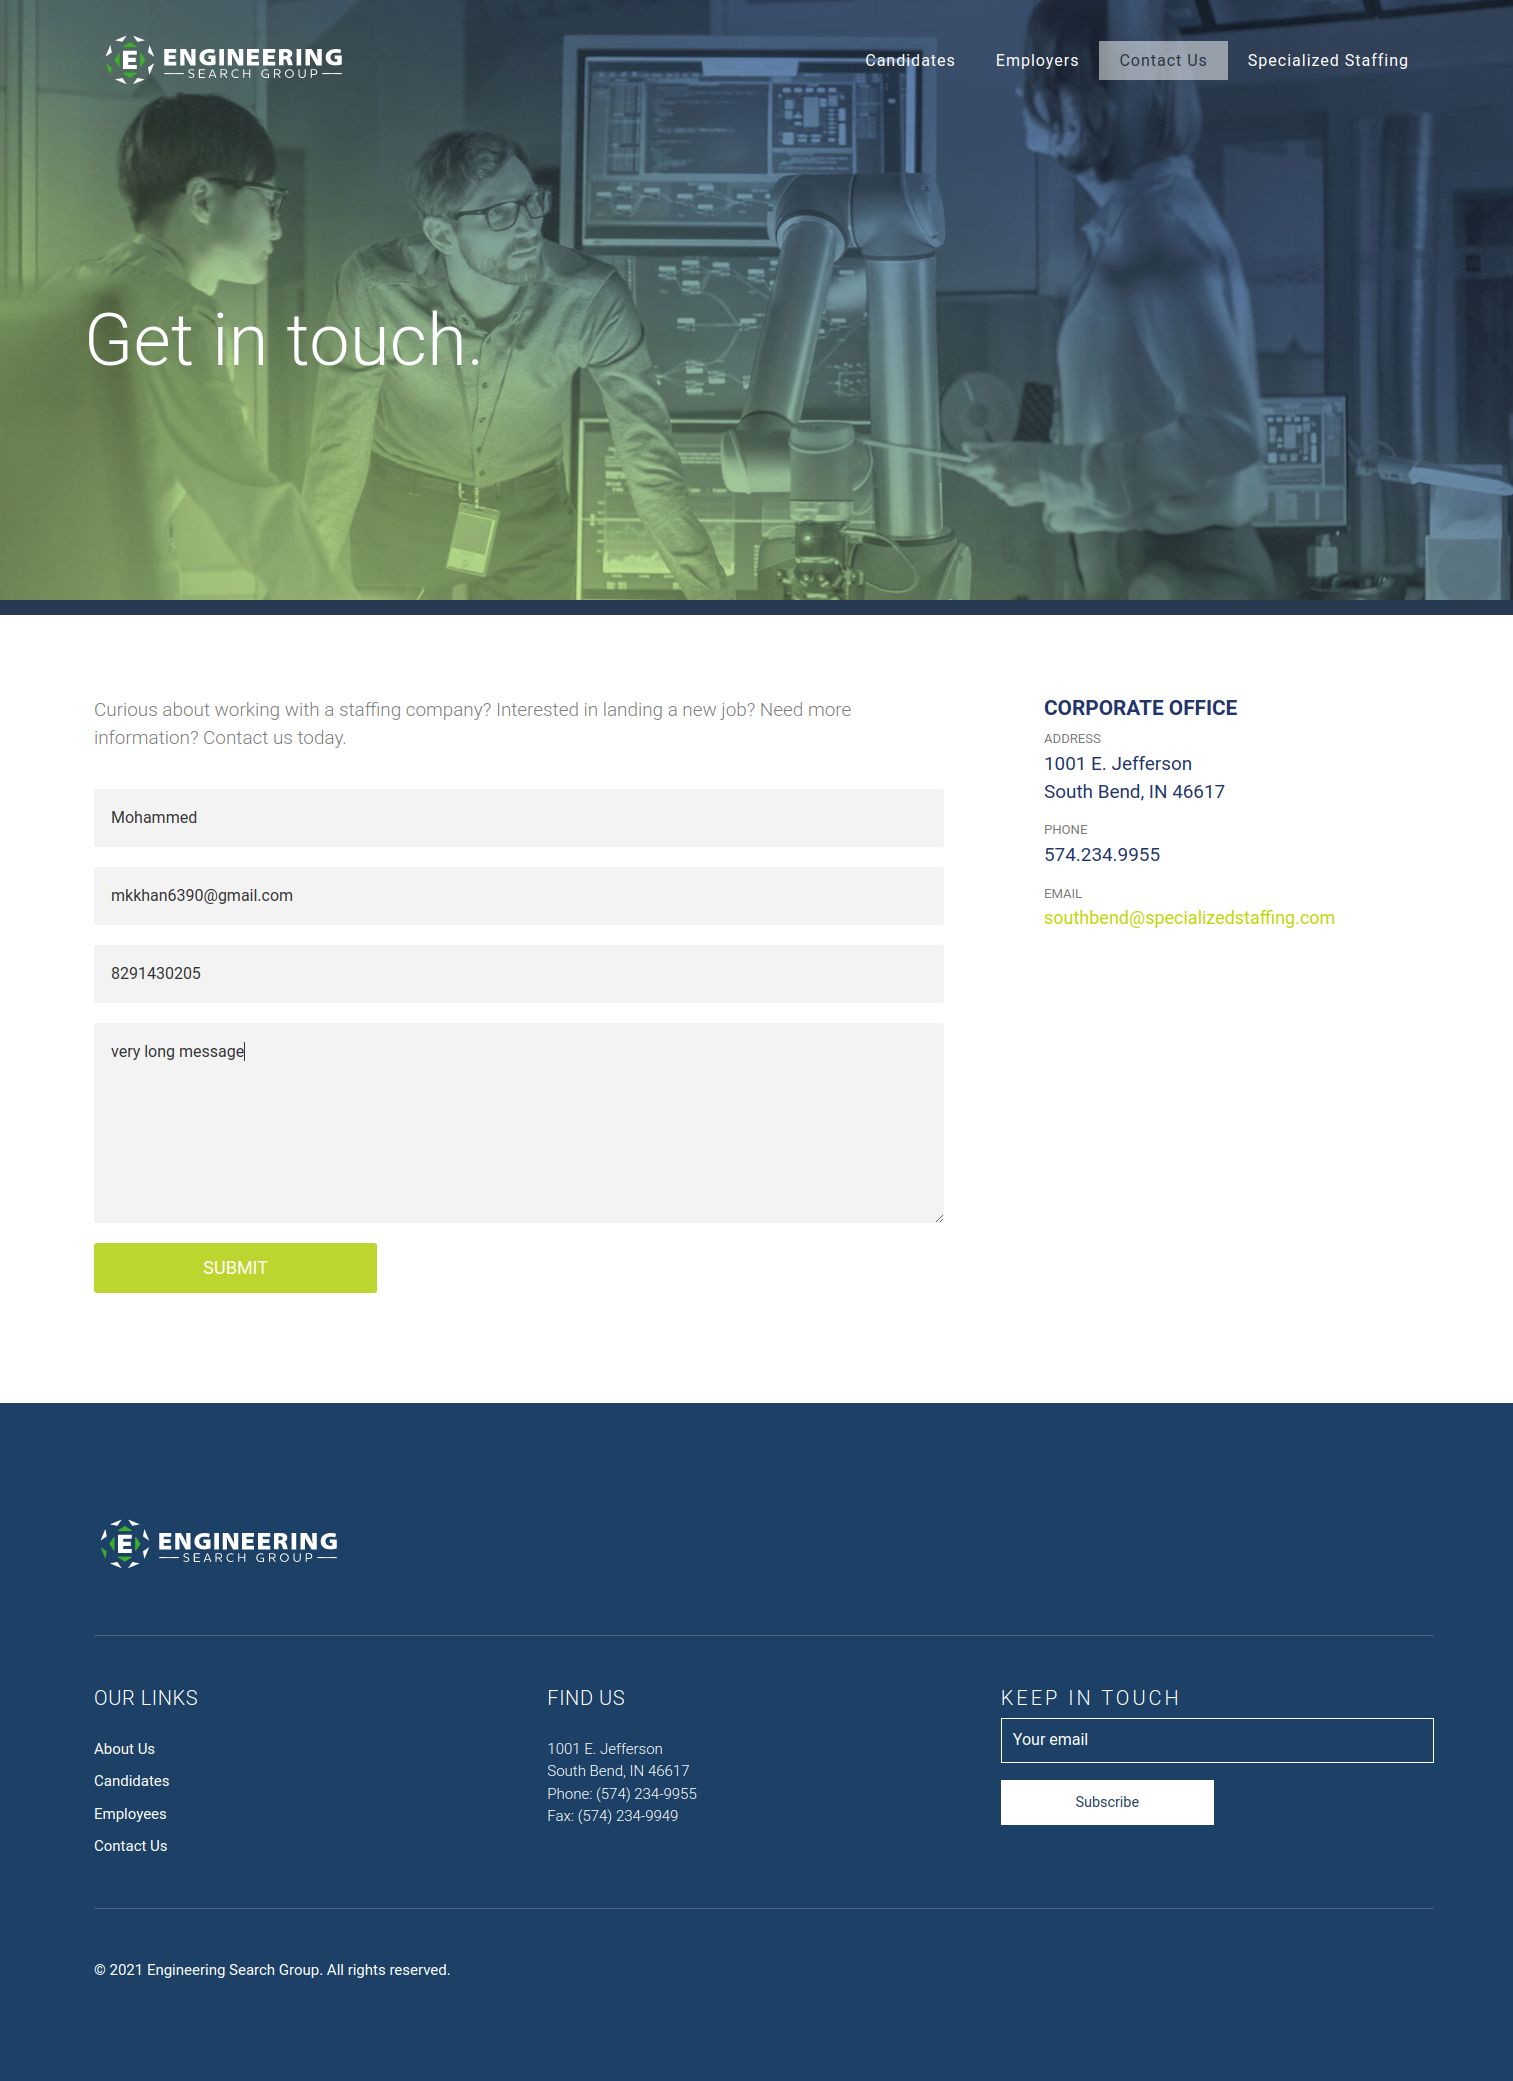 E ENGINEERING
SEARCH GROUP
Candidates
Employers
Contact Us
Specialized Staffing
Get in touch.
Curious about working with a staffing company? Interested in landing a new job? Need more
information? Contact us today.
Mohammed
mkkhan6390@gmail.com
8291430205
very long message
SUBMIT
CORPORATE OFFICE
ADDRESS
1001 E. Jefferson
South Bend, IN 46617
PHONE
574.234.9955
EMAIL
southbend@specializedstaffing.com
E ENGINEERING
SEARCH GROUP
OUR LINKS
About Us
Candidates
Employees
Contact Us
FIND US
1001 E. Jefferson
South Bend, IN 46617
Phone: (574) 234-9955
Fax: (574) 234-9949
KEEP IN TOUCH
Your email
Subscribe
© 2021 Engineering Search Group. All rights reserved.